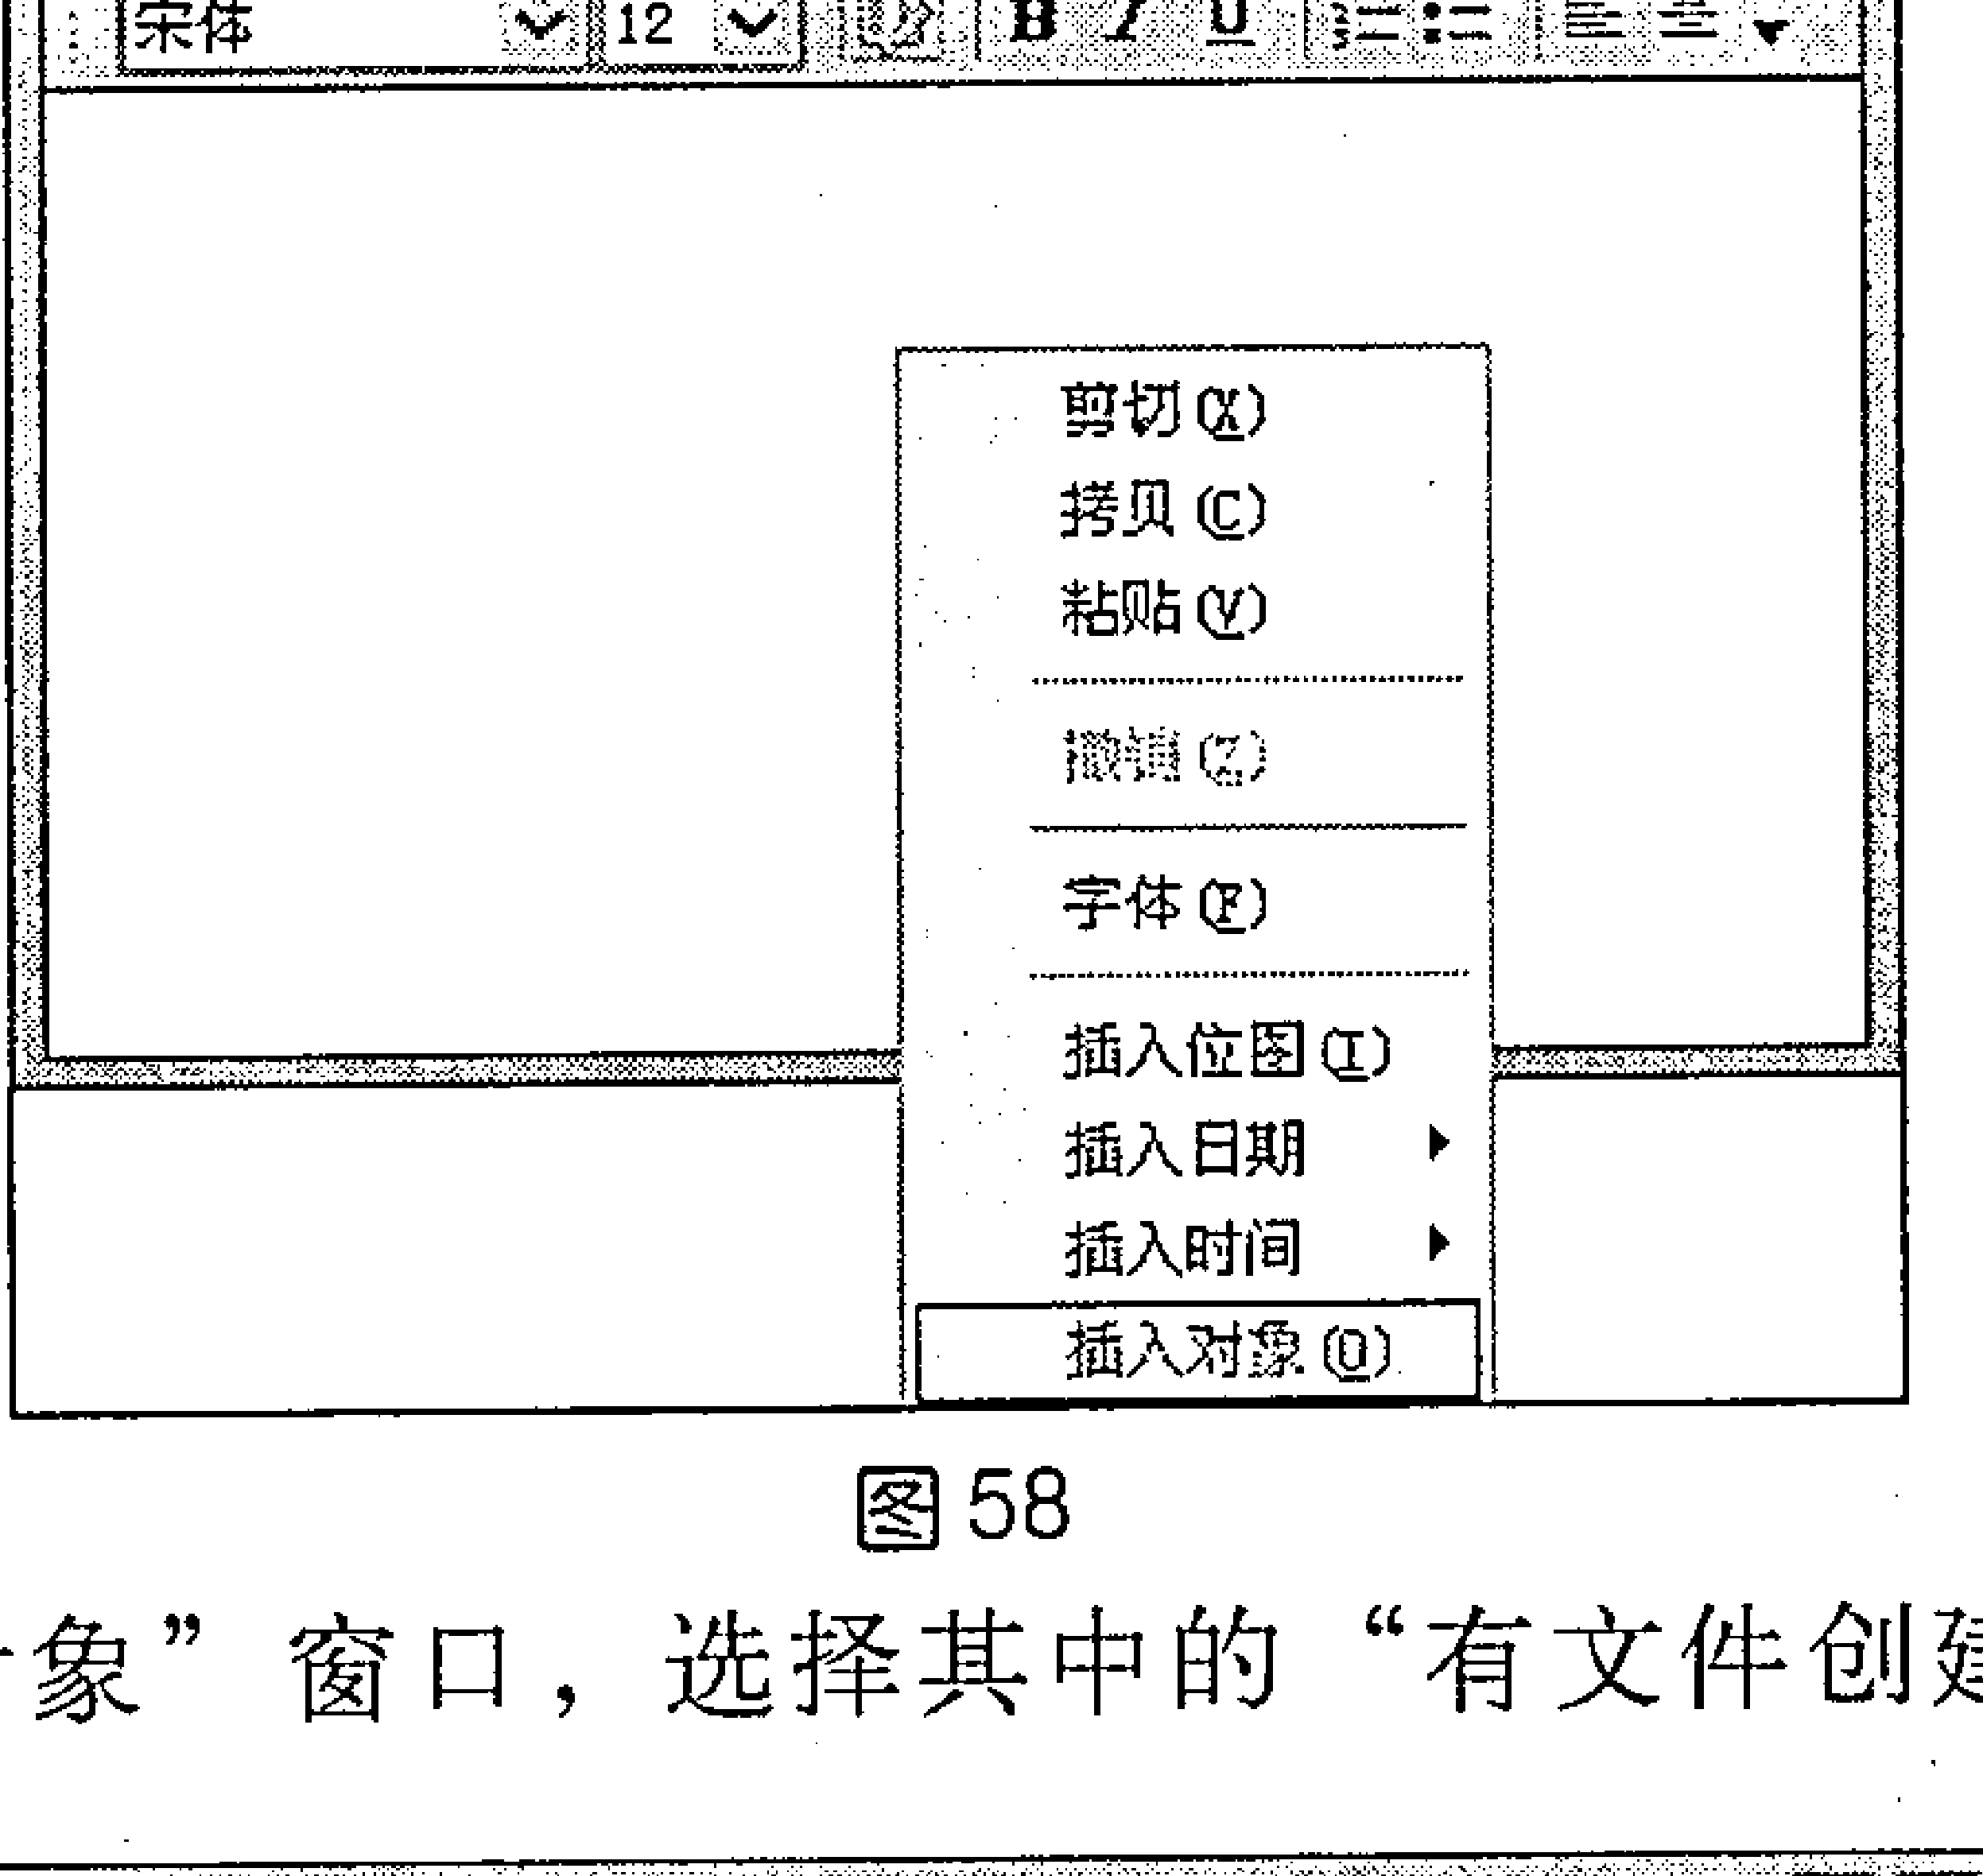 宋体 12 B I U
剪切(X)
拷贝(C)
粘贴(V)
撤销(Z)
字体(F)
插入位图(I)
插入日期
插入时间
插入对象(O)
图 58
象”窗口，选择其中的“有文件创建